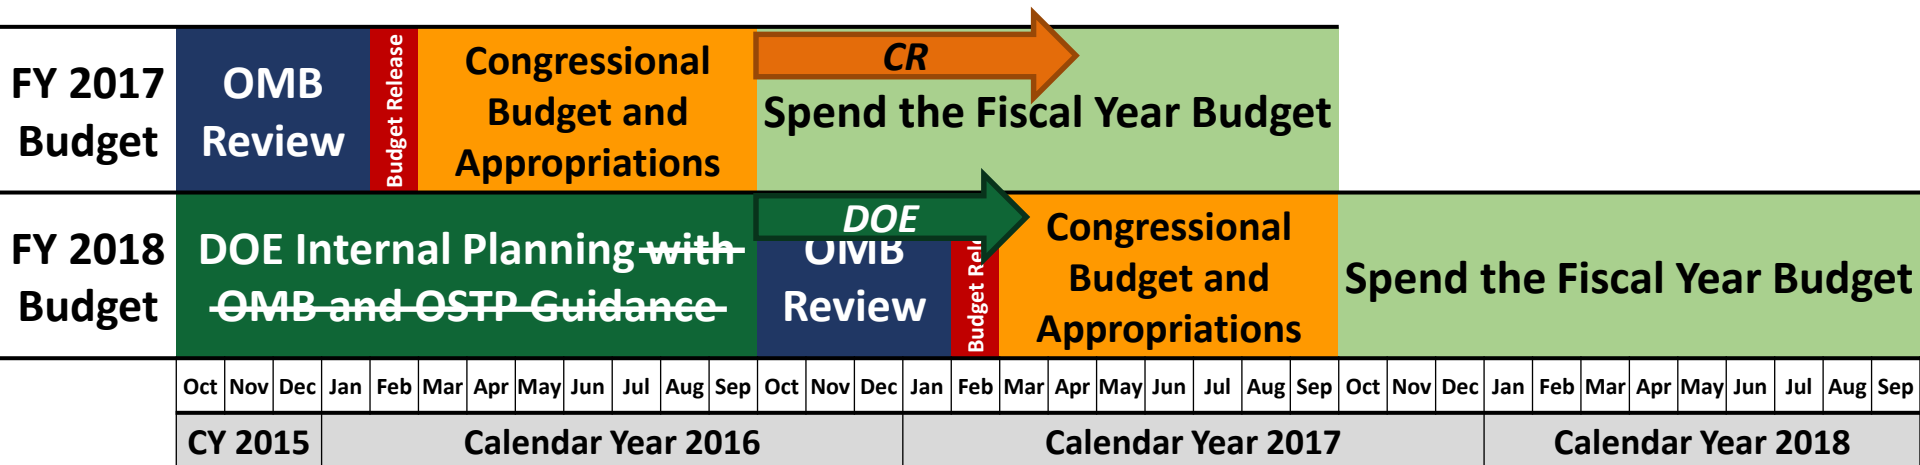 FY 2017
Budget
OMB
Review
Budget Release
Congressional
Budget and
Appropriations
CR
Spend the Fiscal Year Budget
FY 2018
Budget
DOE Internal Planning with
OMB and OSTP Guidance
DOE
OMB
Review
Budget Rele
Congressional
Budget and
Appropriations
Spend the Fiscal Year Budget
Oct Nov Dec Jan Feb Mar Apr May Jun Jul Aug Sep Oct Nov Dec Jan Feb Mar Apr May Jun Jul Aug Sep Oct Nov Dec Jan Feb Mar Apr May Jun Jul Aug Sep
CY 2015 Calendar Year 2016 Calendar Year 2017 Calendar Year 2018